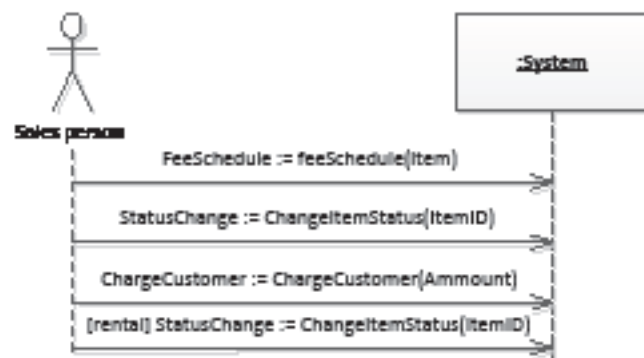 :System
Sales person
FeeSchedule := feeSchedule(Item)
StatusChange := ChangeItemStatus(ItemID)
ChargeCustomer := ChargeCustomer(Ammount)
[rental] StatusChange := ChangeItemStatus(ItemID)